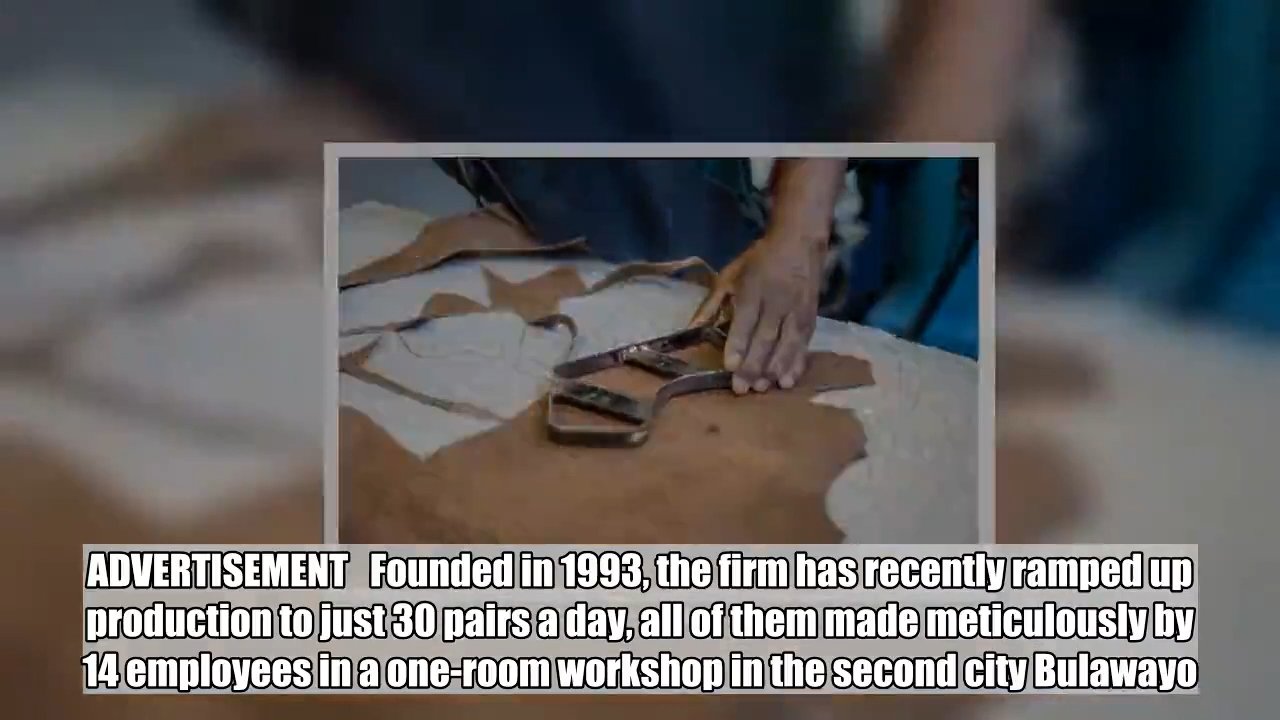 ADVERTISEMENT Founded in 1993, the firm has recently ramped up
production to just 30 pairs a day, all of them made meticulously by
14 employees in a one-room workshop in the second city Bulawayo